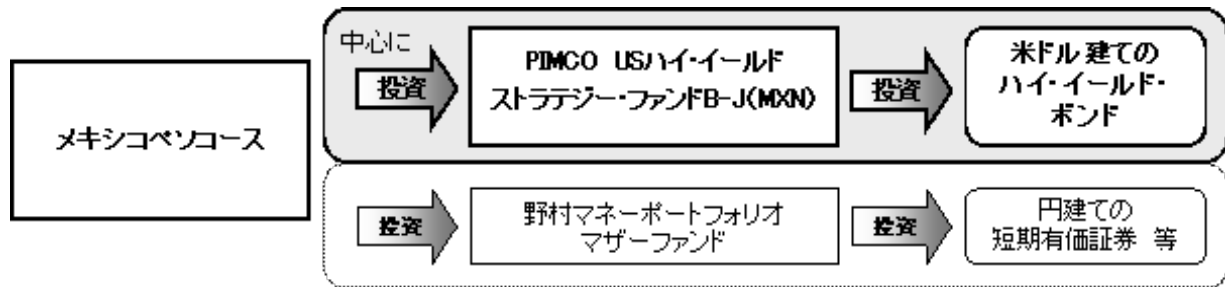 メキシコペソコース
中心に
投資
PIMCO USハイ・イールド
ストラテジー・ファンドB-J(MXN)
投資
米ドル建ての
ハイ・イールド・
ボンド
投資
野村マネーポートフォリオ
マザーファンド
投資
円建ての
短期有価証券 等